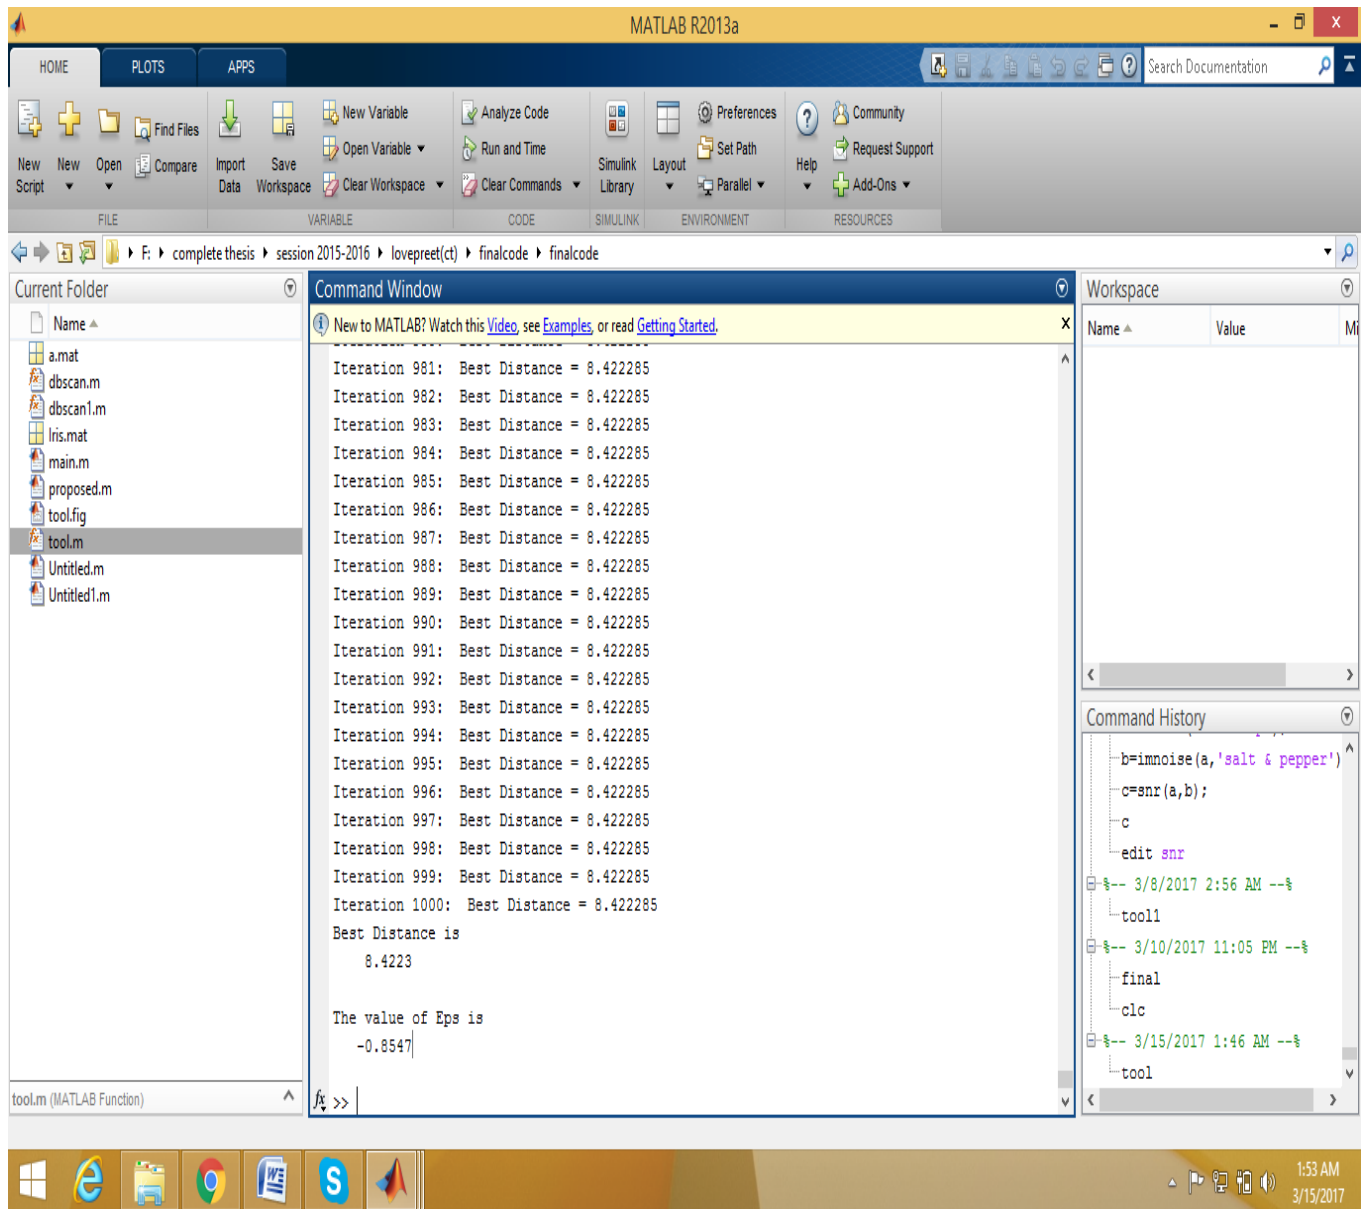 MATLAB R2013a
HOME PLOTS APPS
Search Documentation
New Script
New
Open
Find Files
Compare
Import Data
Save Workspace
New Variable
Open Variable
Clear Workspace
Analyze Code
Run and Time
Clear Commands
Simulink Library
Layout
Preferences
Set Path
Parallel
Help
Community
Request Support
Add-Ons
FILE VARIABLE CODE SIMULINK ENVIRONMENT RESOURCES
F: complete thesis session 2015-2016 lovepreet(ct) finalcode finalcode
Current Folder
Name
a.mat
dbscan.m
dbscan1.m
Iris.mat
main.m
proposed.m
tool.fig
tool.m
Untitled.m
Untitled1.m
tool.m (MATLAB Function)
Command Window
New to MATLAB? Watch this Video, see Examples, or read Getting Started.
Iteration 981: Best Distance = 8.422285
Iteration 982: Best Distance = 8.422285
Iteration 983: Best Distance = 8.422285
Iteration 984: Best Distance = 8.422285
Iteration 985: Best Distance = 8.422285
Iteration 986: Best Distance = 8.422285
Iteration 987: Best Distance = 8.422285
Iteration 988: Best Distance = 8.422285
Iteration 989: Best Distance = 8.422285
Iteration 990: Best Distance = 8.422285
Iteration 991: Best Distance = 8.422285
Iteration 992: Best Distance = 8.422285
Iteration 993: Best Distance = 8.422285
Iteration 994: Best Distance = 8.422285
Iteration 995: Best Distance = 8.422285
Iteration 996: Best Distance = 8.422285
Iteration 997: Best Distance = 8.422285
Iteration 998: Best Distance = 8.422285
Iteration 999: Best Distance = 8.422285
Iteration 1000: Best Distance = 8.422285
Best Distance is
8.4223
The value of Eps is
-0.8547
fx >>
Workspace
Name Value Mi
Command History
b=imnoise(a,'salt & pepper')
c=snr(a,b);
c
edit snr
%-- 3/8/2017 2:56 AM --%
tool1
%-- 3/10/2017 11:05 PM --%
final
clc
%-- 3/15/2017 1:46 AM --%
tool
1:53 AM
3/15/2017